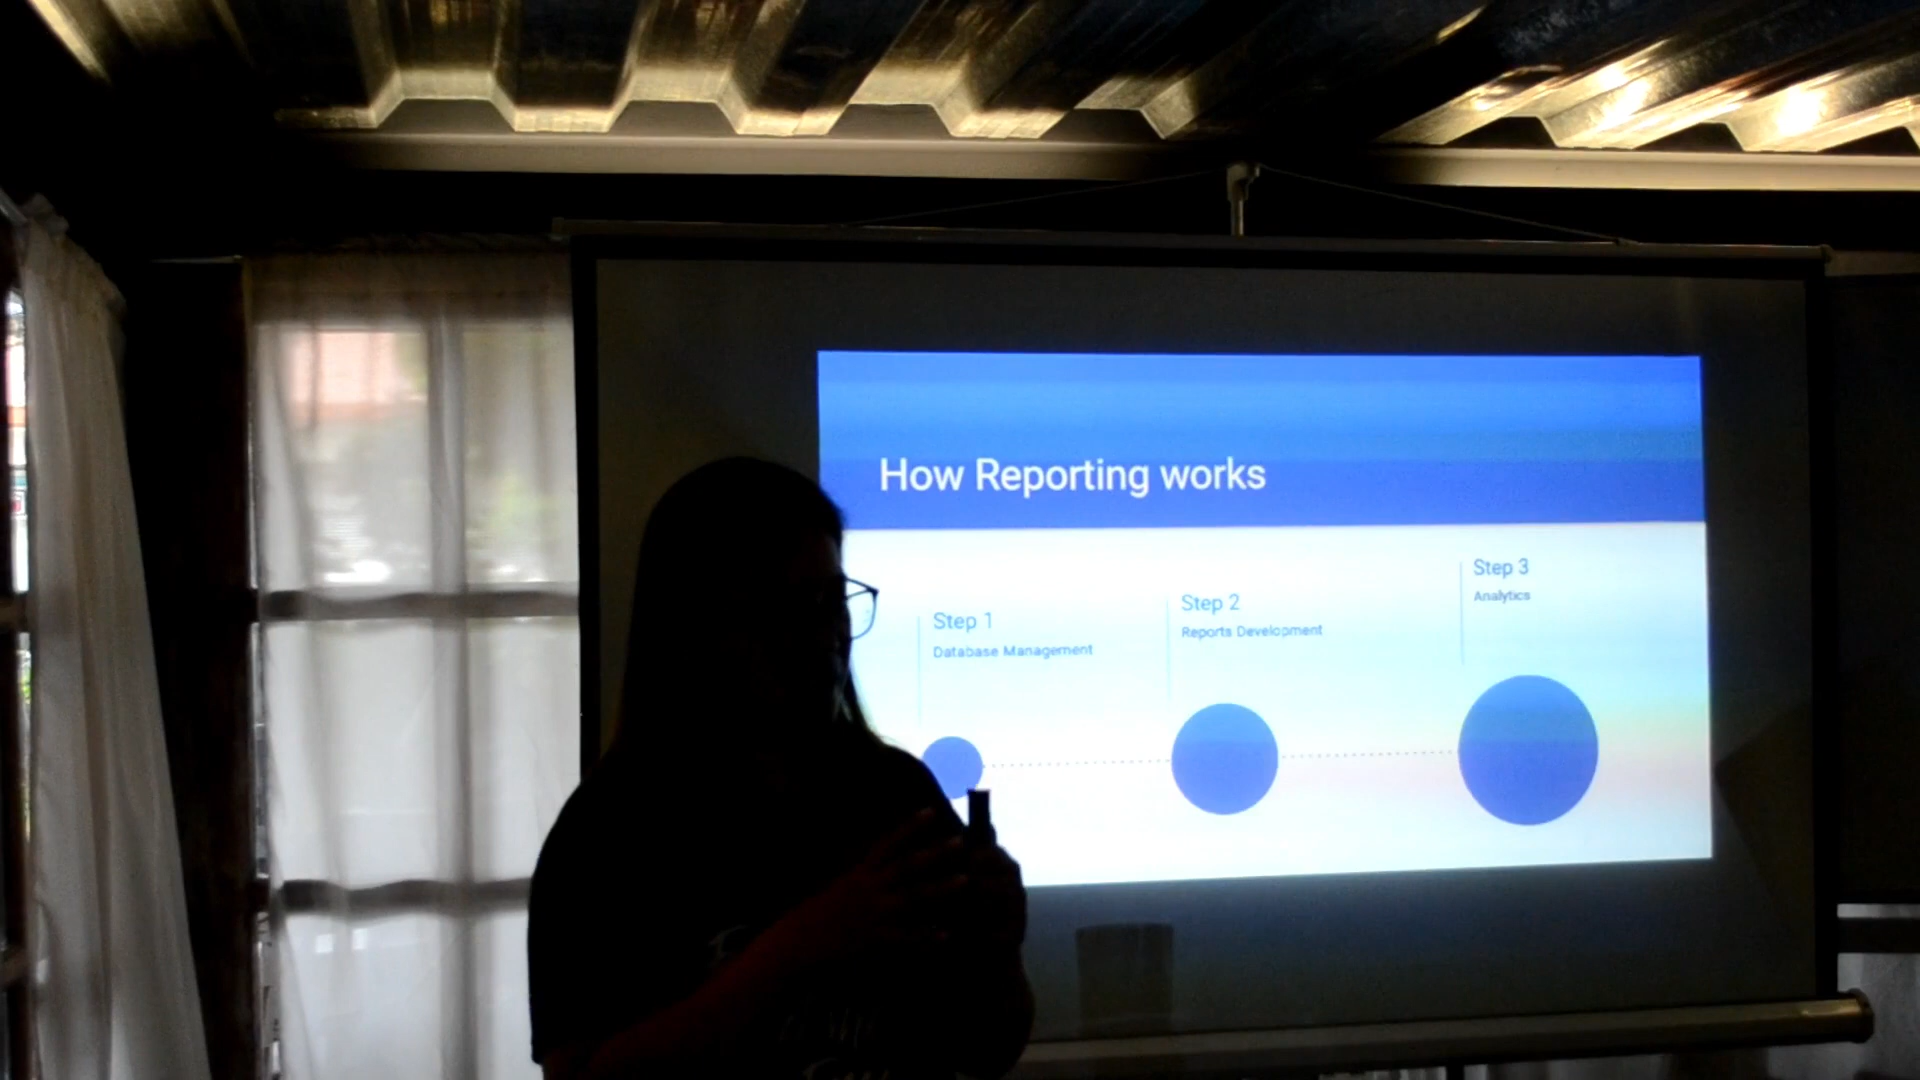 How Reporting works
Step 1
Database Management
Step 2
Reports Development
Step 3
Analytics